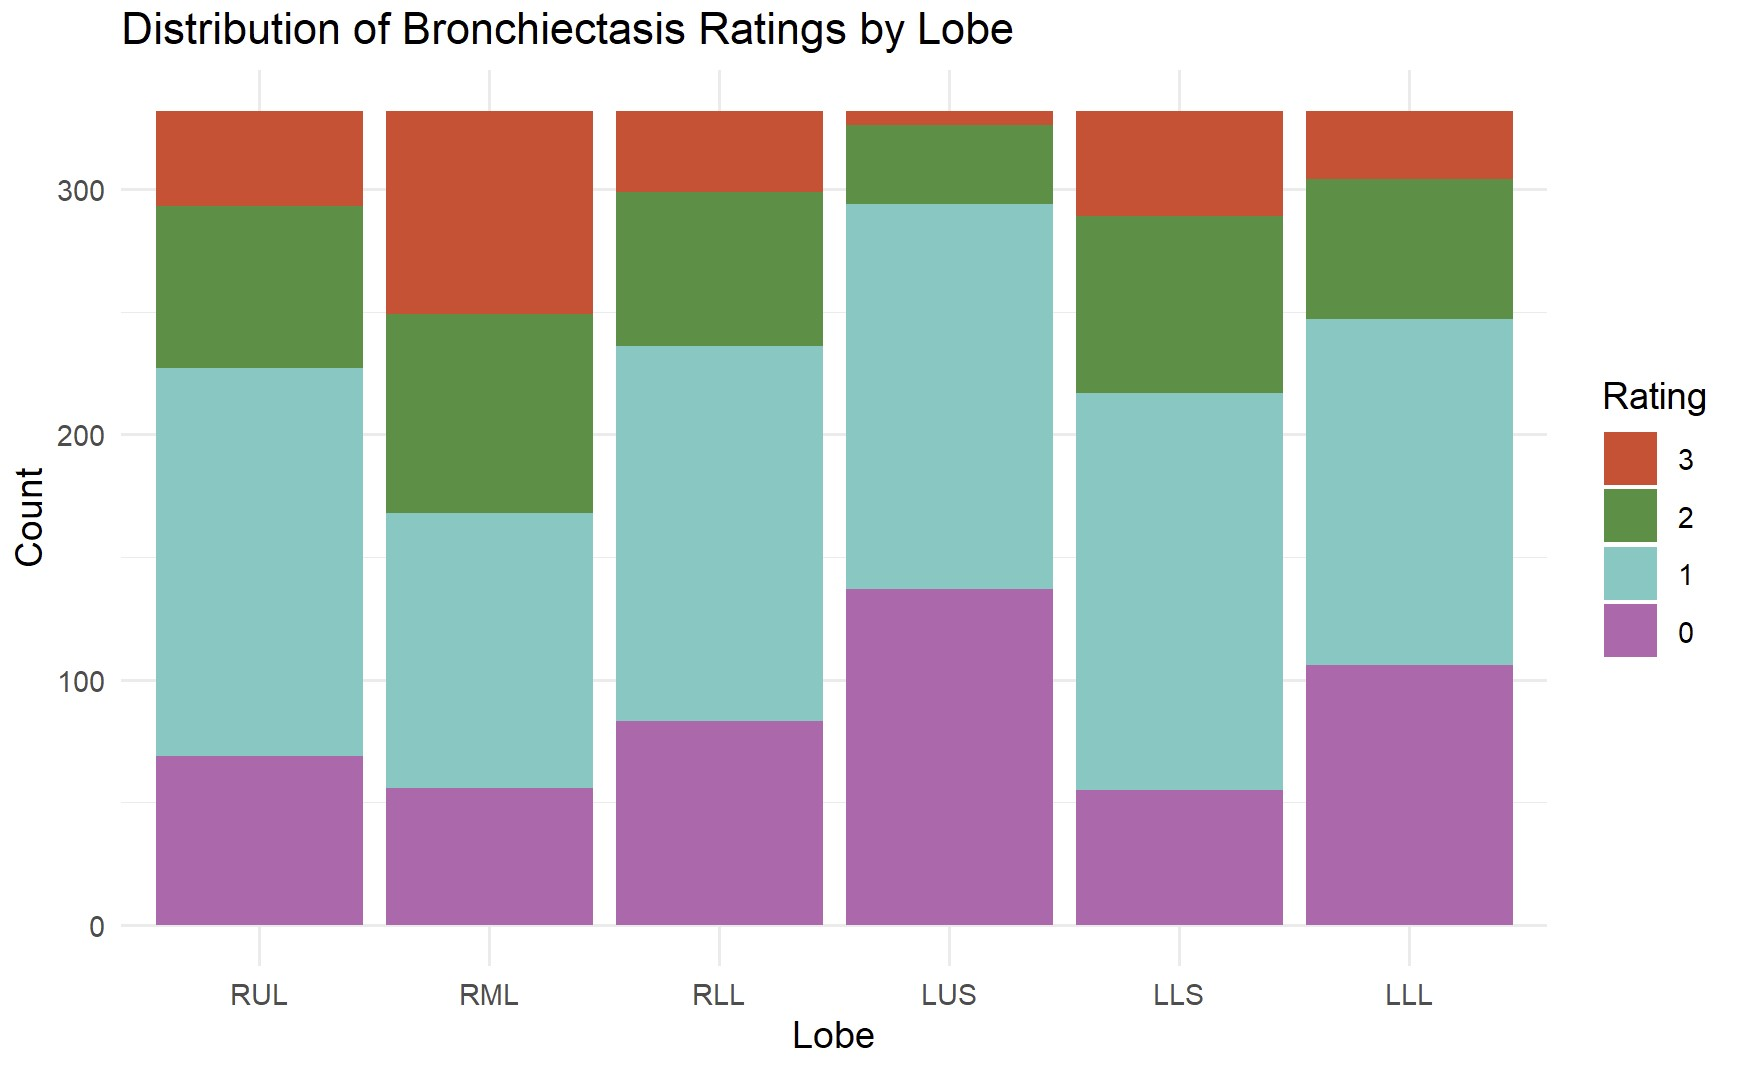 Distribution of Bronchiectasis Ratings by Lobe
300
200
100
0
Count
RUL RML RLL LUS LLS LLL
Lobe
Rating
3
2
1
0